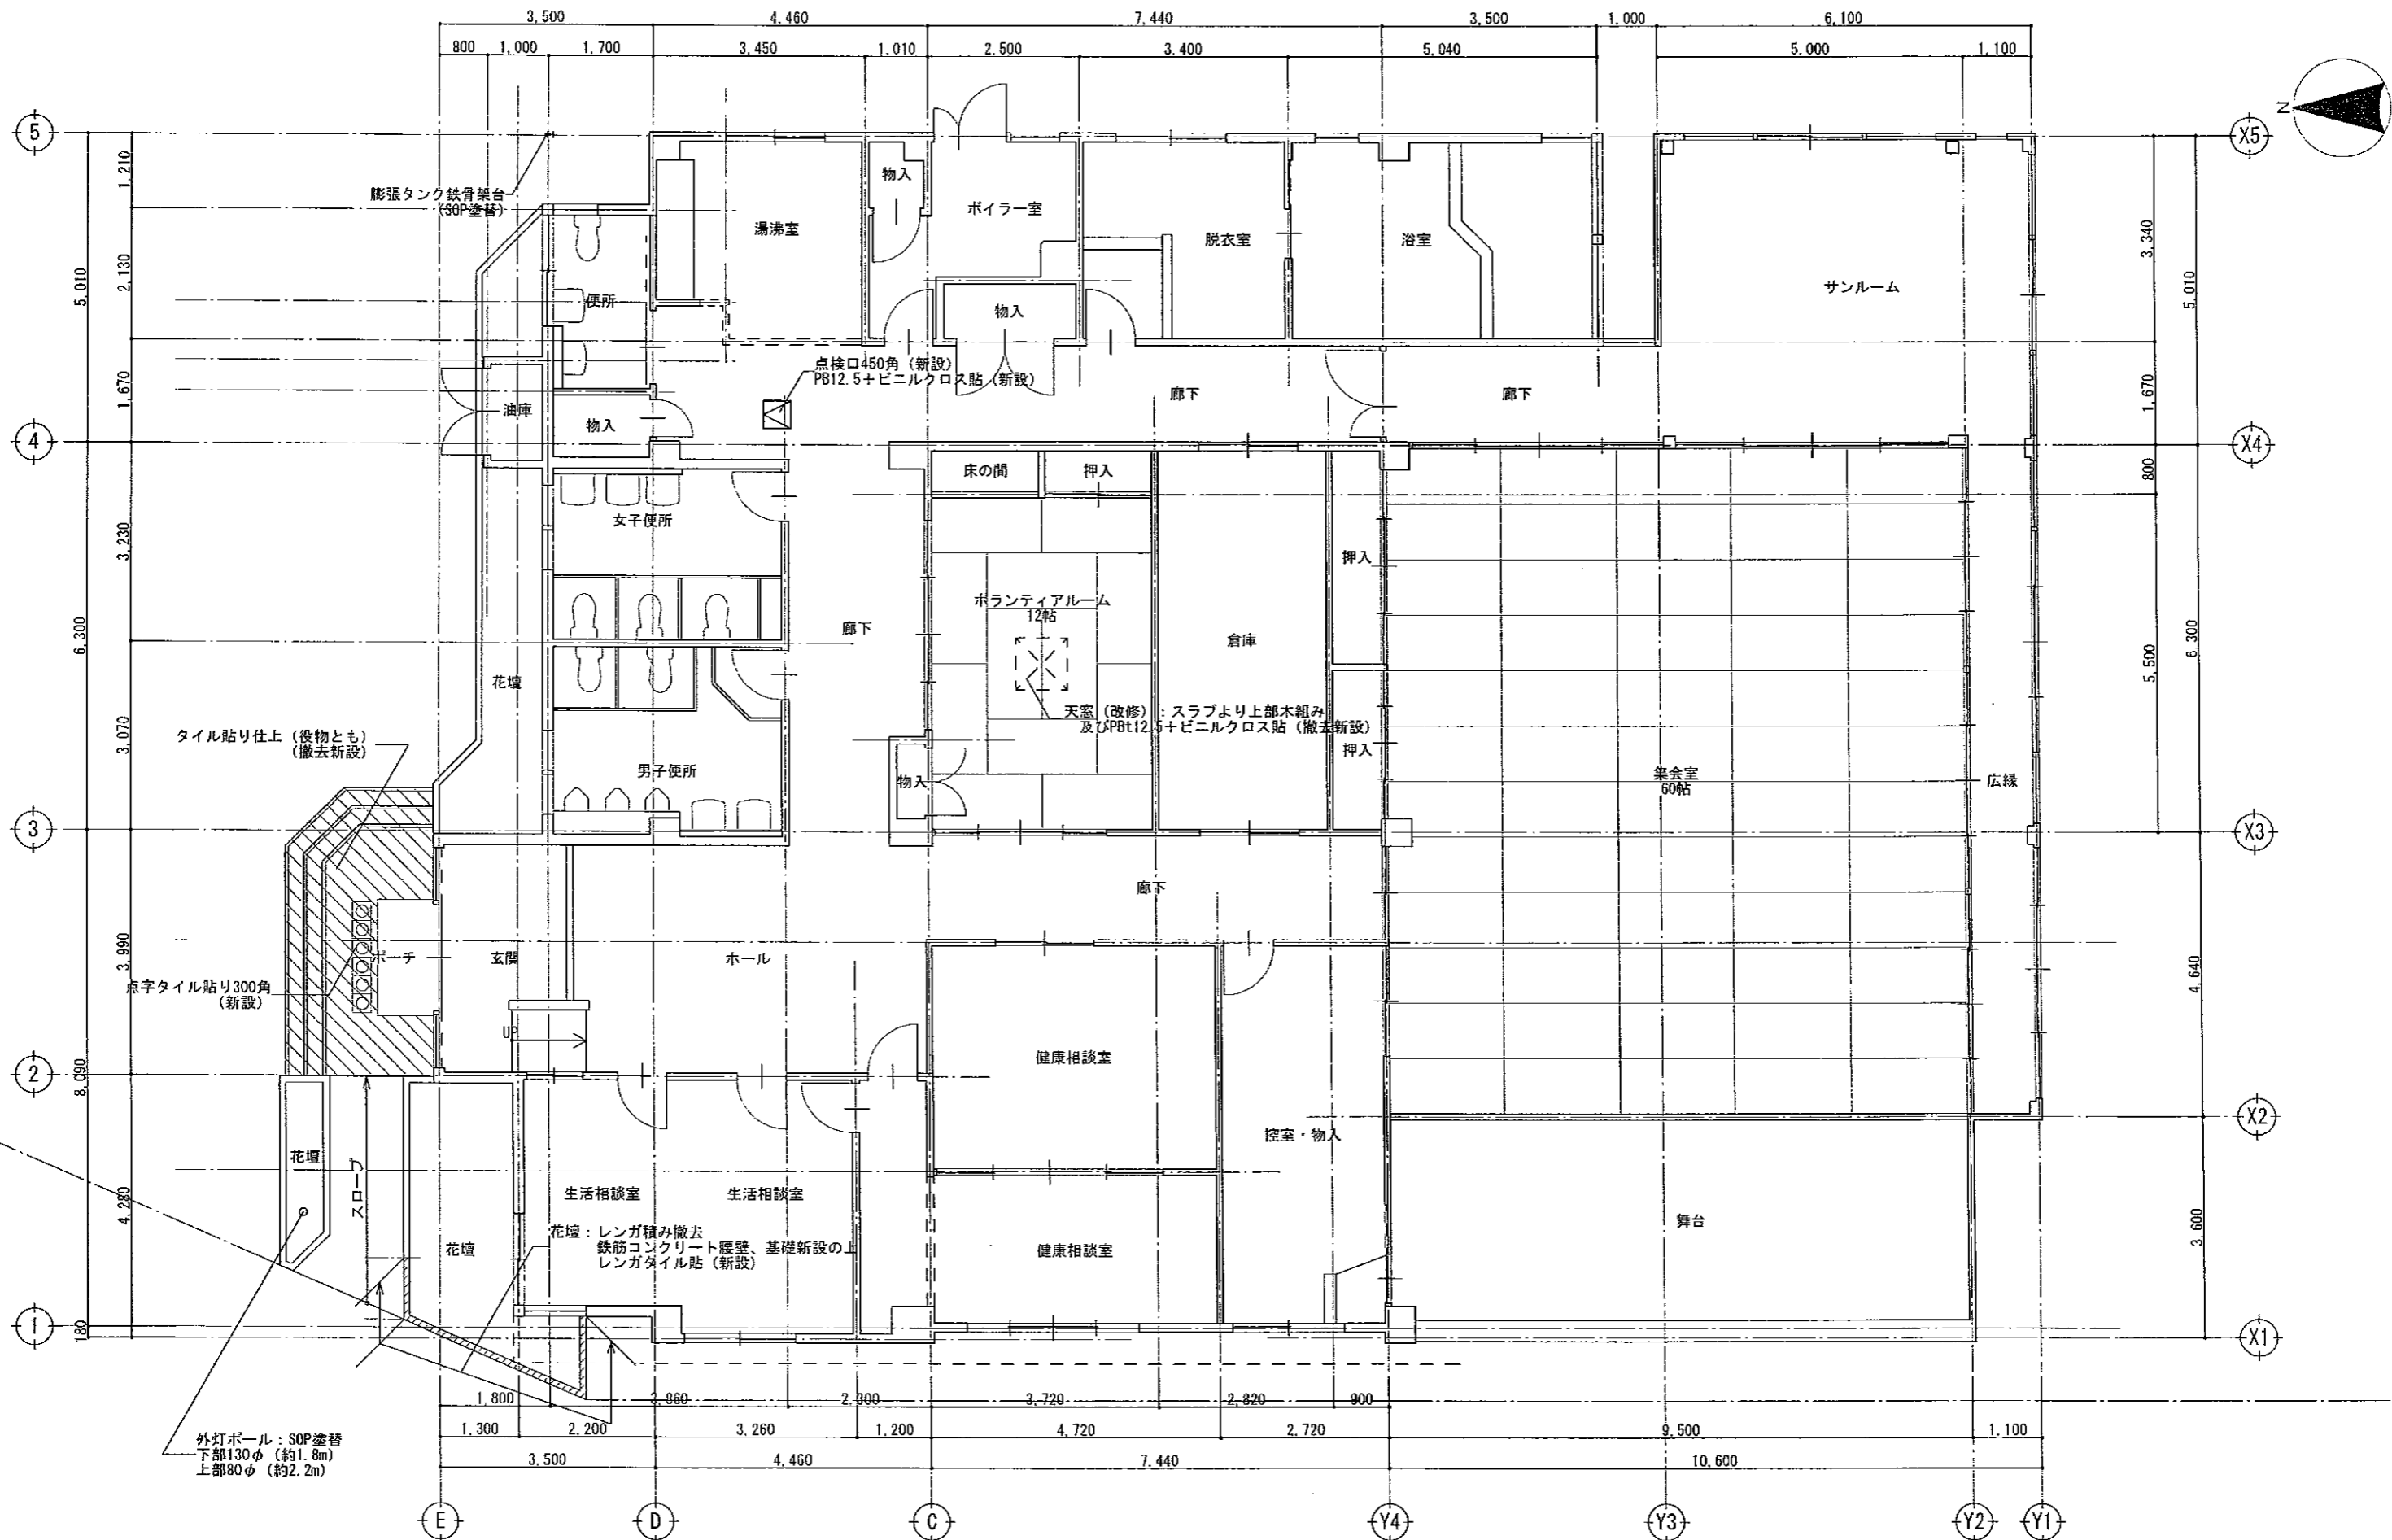 3,500 4,460 7,440 3,500 1,000 6,100
800 1,000 1,700 3,450 1,010 2,500 3,400 5,040 5,000 1,100
N
5
X5
1,210
膨張タンク鉄骨架台
(SOP塗替)
物入
湯沸室
ボイラー室
脱衣室
浴室
サンルーム
5,010
2,130
3,340
5,010
便所
物入
点検口450角(新設)
PB12.5+ビニルクロス貼(新設)
1,670
油庫
物入
廊下
廊下
1,670
4
X4
床の間
押入
800
女子便所
押入
3,230
ボランティアルーム
12帖
倉庫
廊下
6,300
花壇
5,500
6,300
天窓(改修):スラブより上部木組み
及びPBt12.5+ビニルクロス貼(撤去新設)
タイル貼り仕上(役物とも)
(撤去新設)
3,070
男子便所
物入
押入
集会室
60帖
広縁
3
X3
廊下
3,990
ポーチ
玄関
ホール
点字タイル貼り300角
(新設)
4,640
UP
健康相談室
2
8,090
X2
控室・物入
花壇
スロープ
4,280
生活相談室
生活相談室
花壇
花壇:レンガ積み撤去
鉄筋コンクリート腰壁、基礎新設の上
レンガタイル貼(新設)
健康相談室
舞台
3,600
1
180
X1
1,800 3,860 2,300 3,720 2,820 900
1,300 2,200 3,260 1,200 4,720 2,720 9,500 1,100
3,500 4,460 7,440 10,600
外灯ポール:SOP塗替
下部130φ(約1.8m)
上部80φ(約2.2m)
E D C Y4 Y3 Y2 Y1